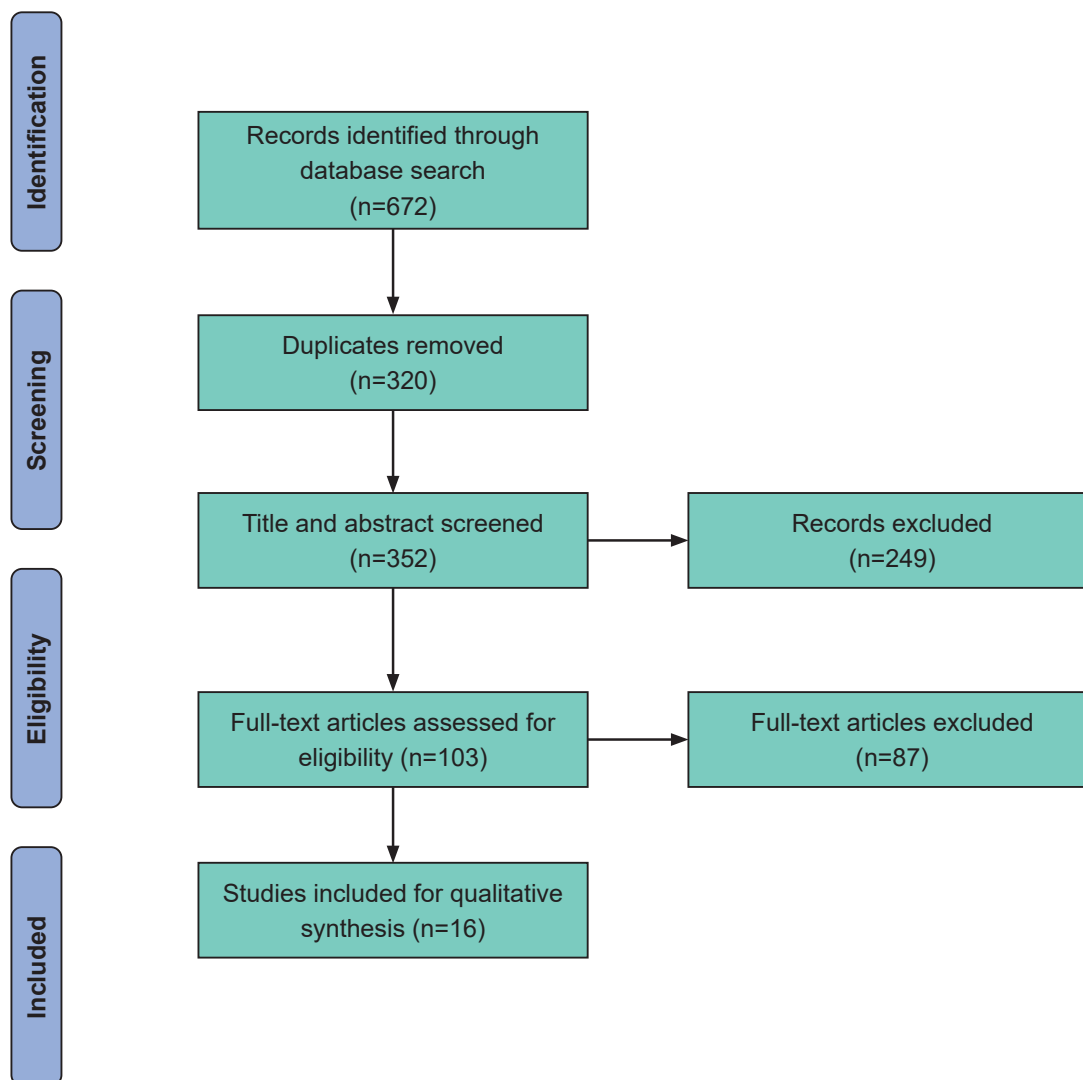 Identification
Records identified through
database search
(n=672)
Screening
Duplicates removed
(n=320)
Title and abstract screened
(n=352)
Records excluded
(n=249)
Eligibility
Full-text articles assessed for
eligibility (n=103)
Full-text articles excluded
(n=87)
Included
Studies included for qualitative
synthesis (n=16)